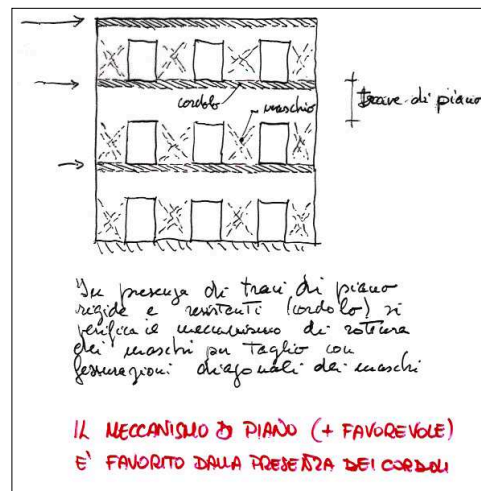 cordolo
maschio
trave di piano
In presenza di travi di piano
rigide e resistenti (cordolo) si
verifica il meccanismo di rottura
dei maschi per taglio con
fessurazioni diagonali dei maschi
IL MECCANISMO DI PIANO (+ FAVOREVOLE)
E' FAVORITO DALLA PRESENZA DEI CORDOLI